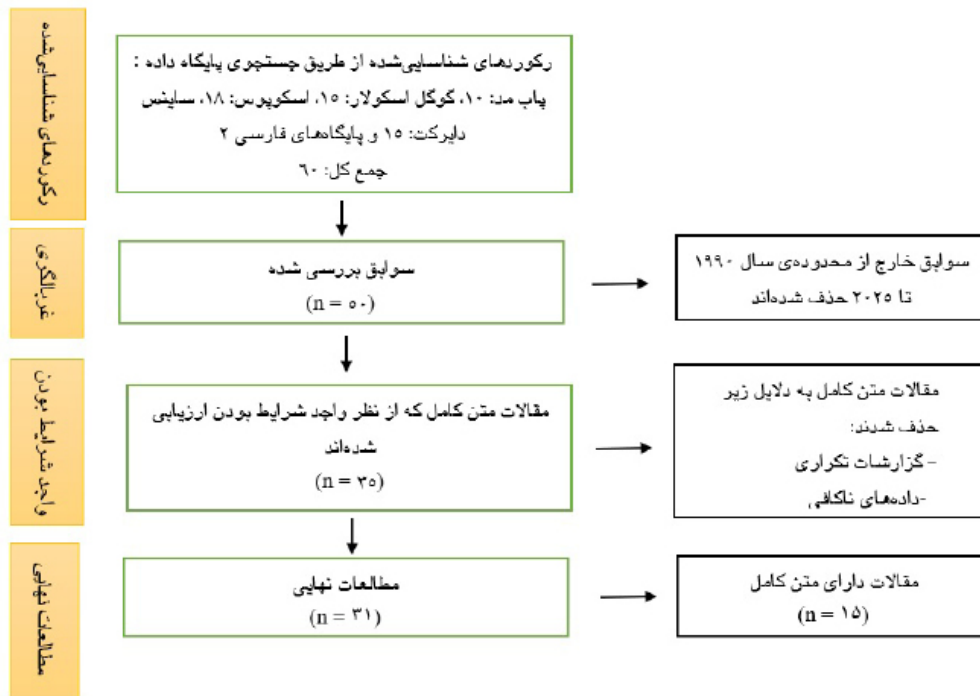 رکوردهای شناسایی‌شده
رکوردهای شناسایی‌شده از طریق جستجوی پایگاه داده :
پاب مد: ۱۰، گوگل اسکولار: ۱۵، اسکوپوس: ۱۸، ساینس
دایرکت: ۱۵ و پایگاه‌های فارسی ۲
جمع کل: ۶۰
غربالگری
سوابق بررسی شده
(n = ۵۰)
سوابق خارج از محدوده‌ی سال ۱۹۹۰
تا ۲۰۲۵ حذف شده‌اند
واجد شرایط بودن
مقالات متن کامل که از نظر واجد شرایط بودن ارزیابی
شده‌اند
(n = ۳۵)
مقالات متن کامل به دلایل زیر
حذف شدند:
– گزارشات تکراری
-داده‌های ناکافی
مطالعات نهایی
مطالعات نهایی
(n = ۳۱)
مقالات دارای متن کامل
(n = ۱۵)